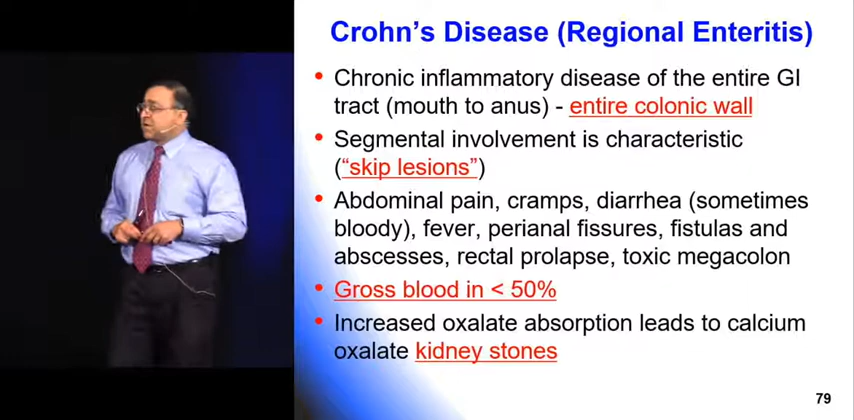 Crohn's Disease (Regional Enteritis)
• Chronic inflammatory disease of the entire GI
tract (mouth to anus) - entire colonic wall
• Segmental involvement is characteristic
("skip lesions")
• Abdominal pain, cramps, diarrhea (sometimes
bloody), fever, perianal fissures, fistulas and
abscesses, rectal prolapse, toxic megacolon
• Gross blood in < 50%
• Increased oxalate absorption leads to calcium
oxalate kidney stones
79